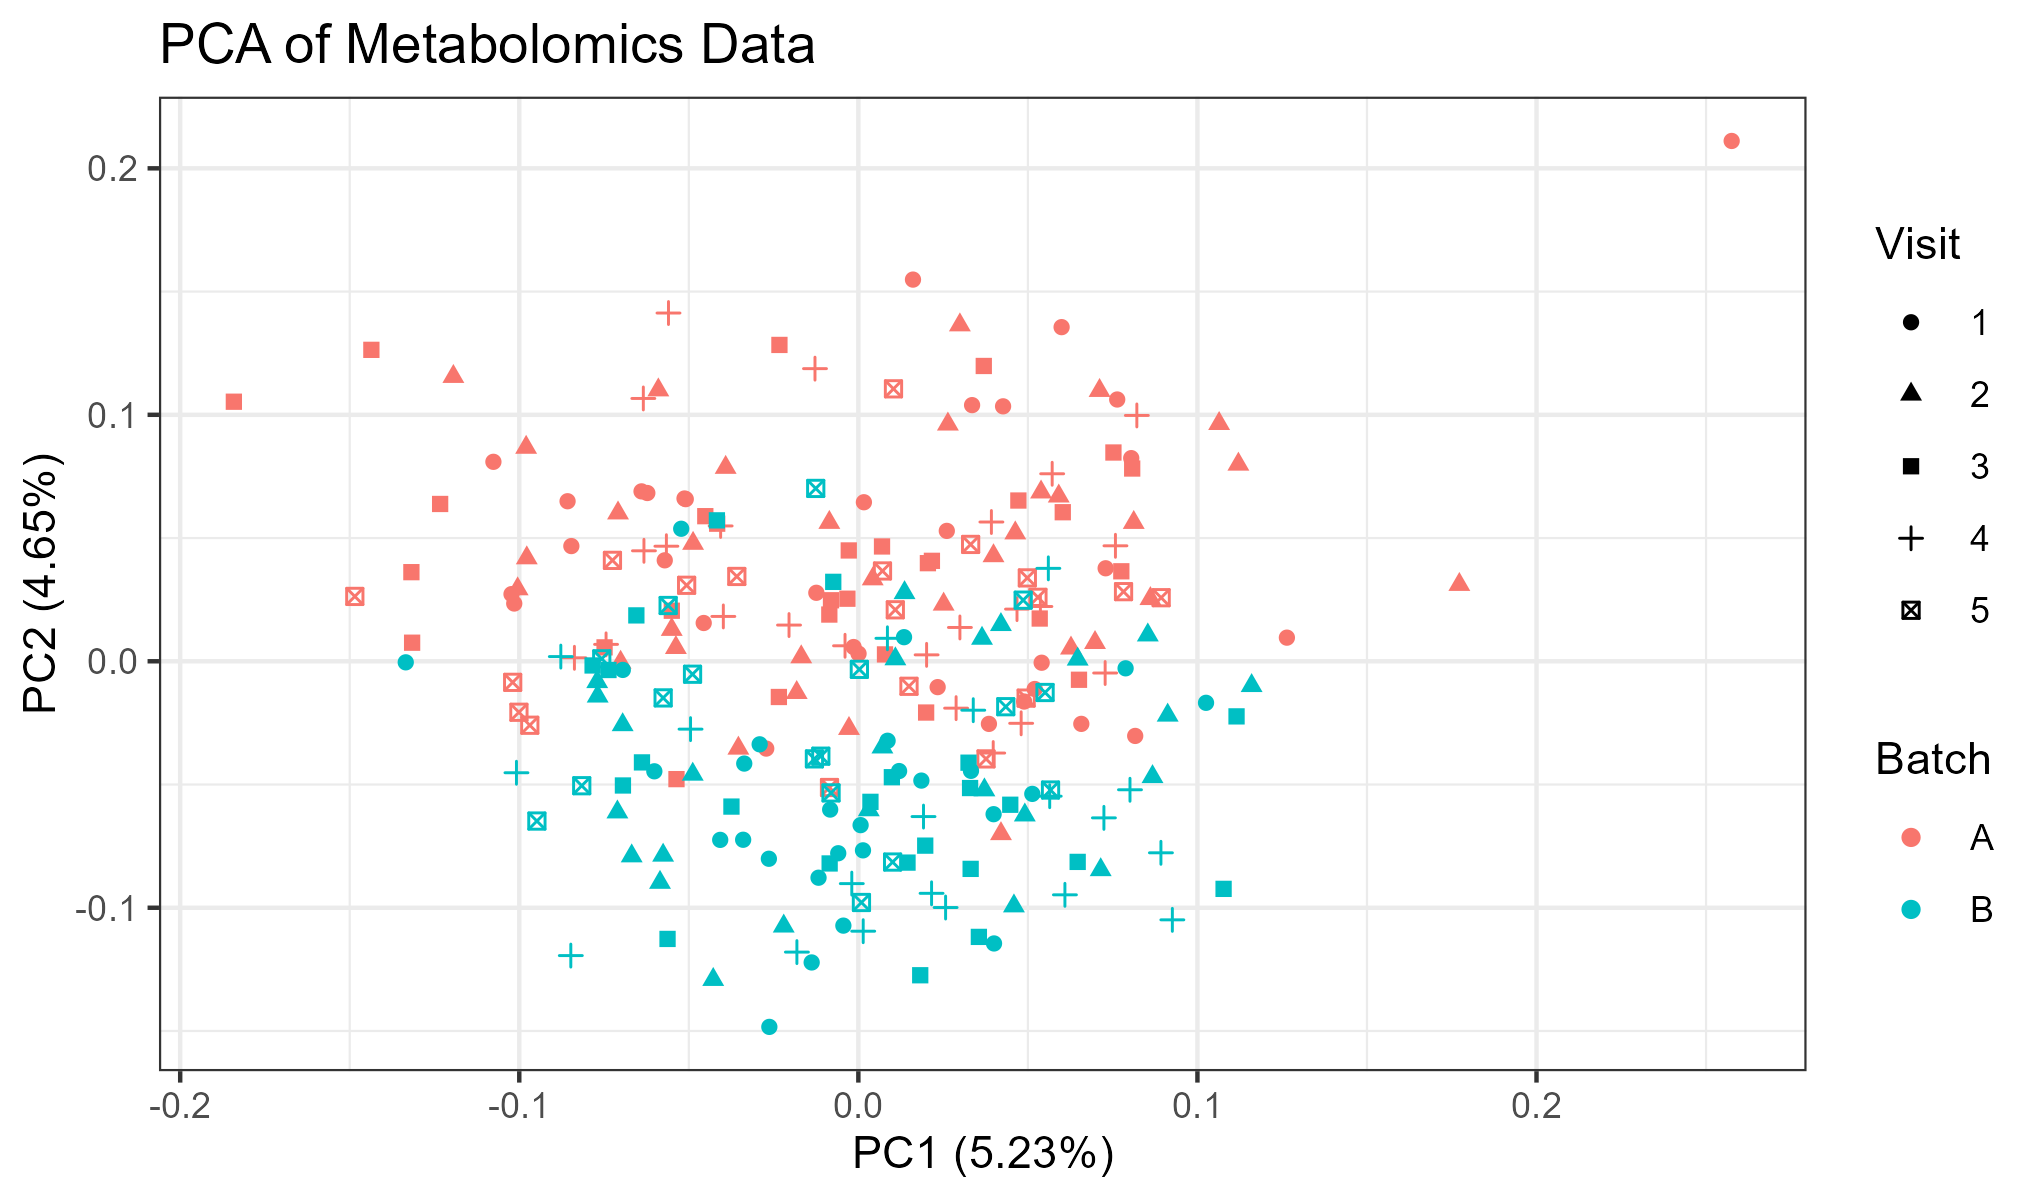 PCA of Metabolomics Data
0.2
0.1
0.0
-0.1
PC2 (4.65%)
-0.2
-0.1
0.0
0.1
0.2
PC1 (5.23%)
Visit
1
2
3
4
5
Batch
A
B